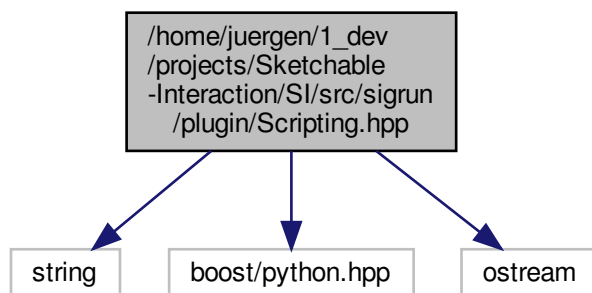 /home/juergen/1_dev
/projects/Sketchable
-Interaction/SI/src/sigrun
/plugin/Scripting.hpp
string
boost/python.hpp
ostream